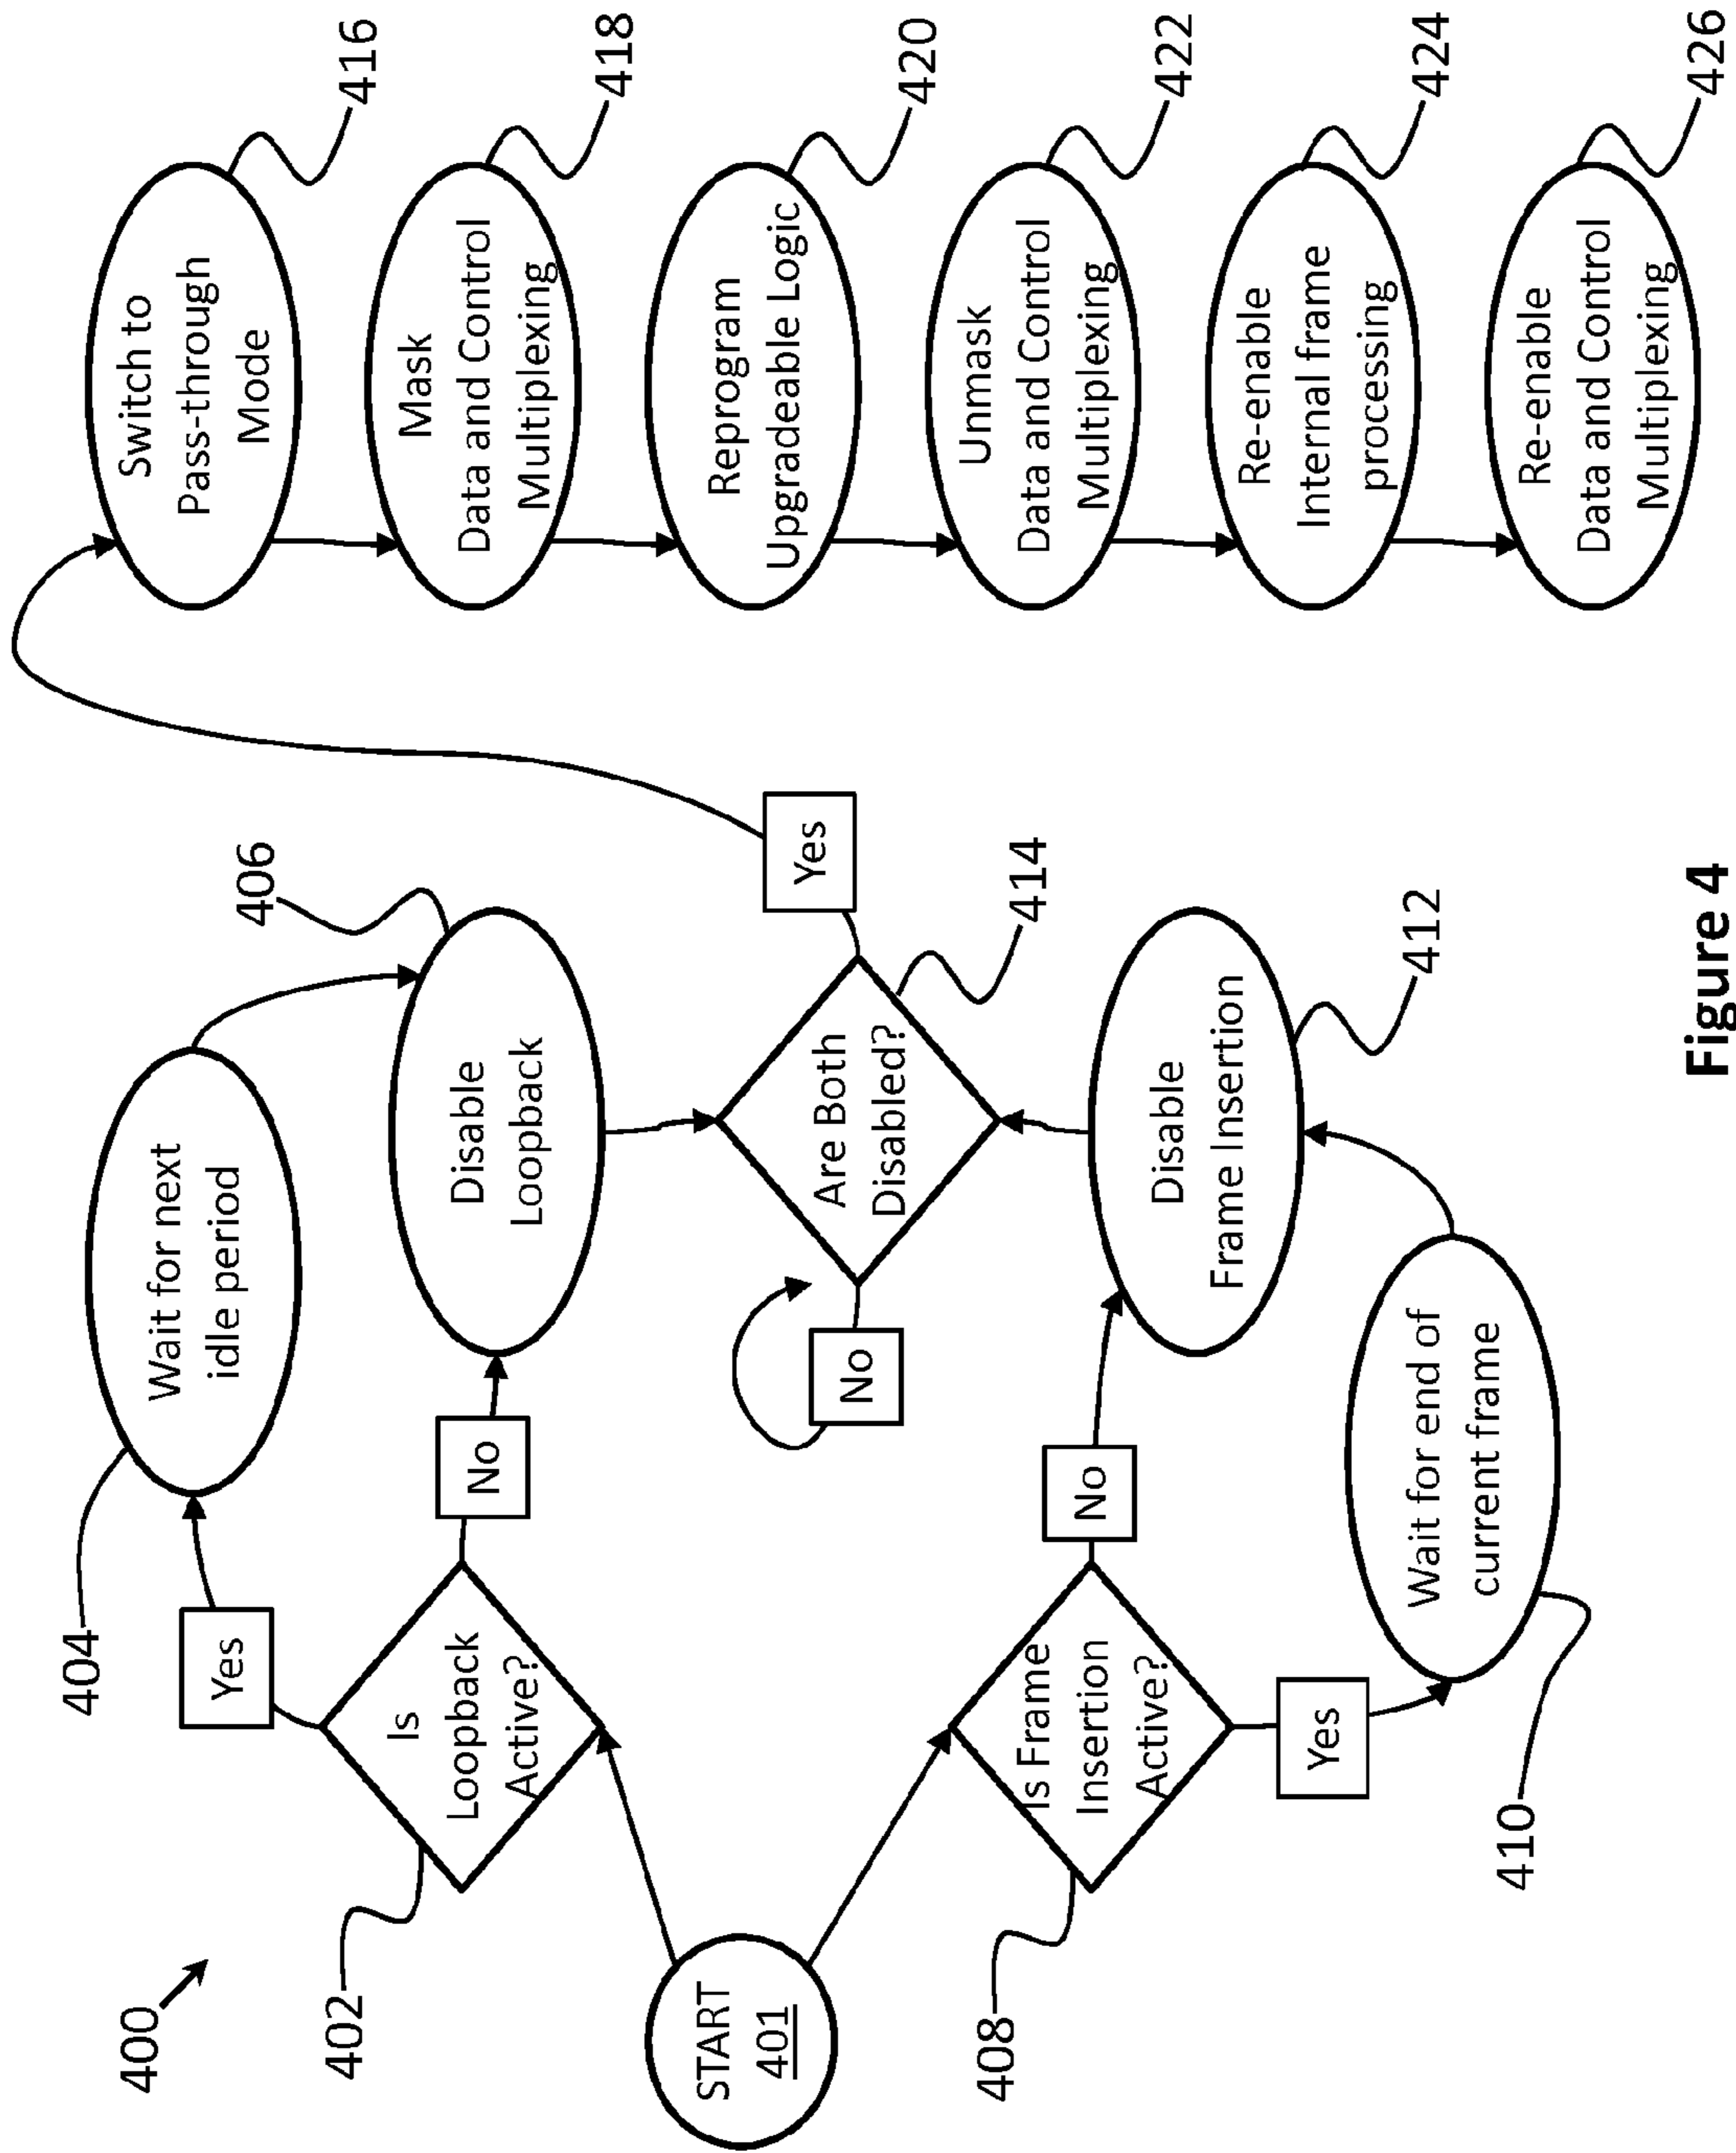 400
START
401
402
Is
Loopback
Active?
Yes
No
404
Wait for next
idle period
406
Disable
Loopback
408
Is Frame
Insertion
Active?
No
Yes
410
Wait for end of
current frame
412
Disable
Frame Insertion
414
Are Both
Disabled?
No
Yes
Switch to
Pass-through
Mode
416
Mask
Data and Control
Multiplexing
418
Reprogram
Upgradeable Logic
420
Unmask
Data and Control
Multiplexing
422
Re-enable
Internal frame
processing
424
Re-enable
Data and Control
Multiplexing
426
Figure 4